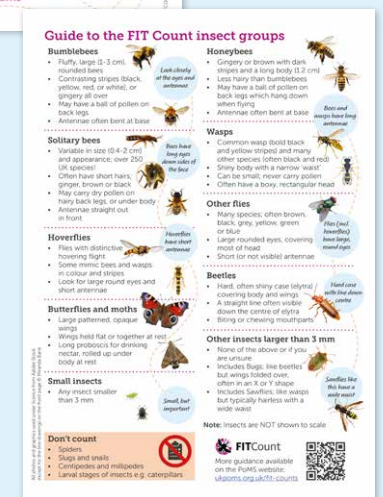 Guide to the FIT Count insect groups
Bumblebees
• Fluffy, large (1-3 cm),
rounded bees
• Contrasting stripes (black,
yellow, red, or white), or
gingery all over
• May have a ball of pollen on
back legs
• Antennae often bent at base
Look closely
at the eyes and
antennae
Solitary bees
• Variable in size (0.4-2 cm)
and appearance; over 250
UK species!
• Often have short hairs,
ginger, brown or black
• May carry dry pollen on
hairy back legs, or under body
• Antennae straight out
in front
Bees have
long eyes
down sides of
the face
Hoverflies
• Flies with distinctive
hovering flight
• Some mimic bees and wasps
in colour and stripes
• Look for large round eyes and
short antennae
Hoverflies
have short
antennae
Butterflies and moths
• Large patterned, opaque
wings
• Wings held flat or together at rest
• Long proboscis for drinking
nectar, rolled up under
body at rest
Small insects
• Any insect smaller
than 3 mm
Small, but
important!
Don't count
• Spiders
• Slugs and snails
• Centipedes and millipedes
• Larval stages of insects e.g. caterpillars
Honeybees
• Gingery or brown with dark
stripes and a long body (1.2 cm)
• Less hairy than bumblebees
• May have a ball of pollen on
back legs which hang down
when flying
• Antennae often bent at base
Bees and
wasps have long
antennae
Wasps
• Common wasp (bold black
and yellow stripes) and many
other species (often black and red)
• Shiny body with a narrow 'waist'
• Can be small; never carry pollen
• Often have a boxy, rectangular head
Other flies
• Many species; often brown,
black, grey, yellow, green
or blue
• Large rounded eyes, covering
most of head
• Short (or not visible) antennae
Flies (incl.
hoverflies)
have large,
round eyes
Beetles
• Hard, often shiny case (elytra)
covering body and wings
• A straight line often visible
down the centre of elytra
• Biting or chewing mouthparts
Hard case
with line down
centre
Other insects larger than 3 mm
• None of the above or if you
are unsure
• Includes Bugs: like beetles
but wings folded over,
often in an X or Y shape
• Includes Sawflies: like wasps
but typically hairless with a
wide waist
Sawflies like
this have a
wide waist
Note: Insects are NOT shown to scale
FITCount
More guidance available
on the PoMS website:
ukpoms.org.uk/fit-counts